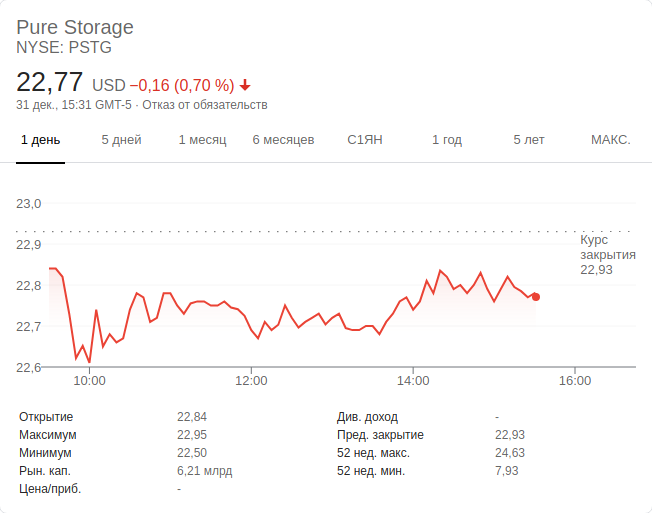 Pure Storage
NYSE: PSTG
22,77 USD −0,16 (0,70 %)
31 дек., 15:31 GMT-5 · Отказ от обязательств
1 день 5 дней 1 месяц 6 месяцев С1ЯН 1 год 5 лет МАКС.
23,0
22,9
22,8
22,7
22,6
Курс
закрытия
22,93
10:00 12:00 14:00 16:00
Открытие 22,84 Див. доход -
Максимум 22,95 Пред. закрытие 22,93
Минимум 22,50 52 нед. макс. 24,63
Рын. кап. 6,21 млрд 52 нед. мин. 7,93
Цена/приб. -